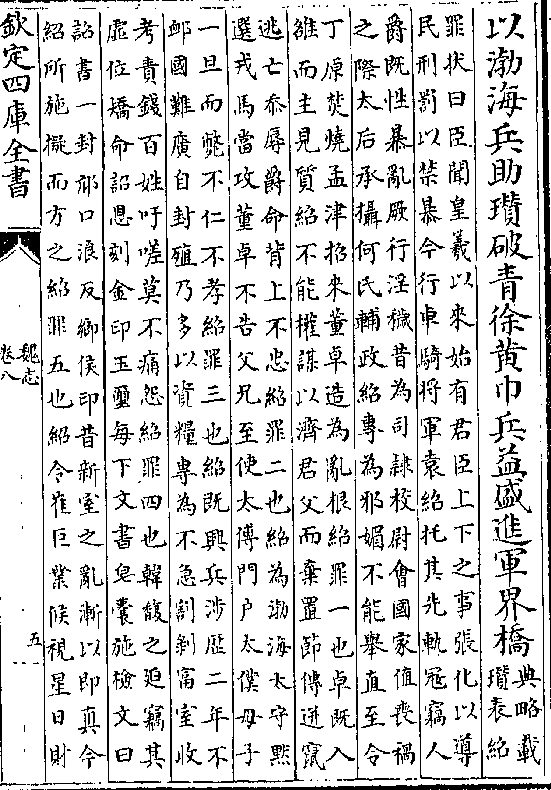 以渤海兵助瓚破青徐黄巾兵益盛進軍界橋典略載
瓚表紹
罪狀曰臣聞皇羲以來始有君臣上下之事張化以導
民刑罰以禁暴今行車騎將軍袁紹托其先軌冦竊人
爵既性暴亂厥行淫穢昔為司隷校尉會國家值喪禍
之際太后承攝何氏輔政紹專為邪媚不能舉直至令
丁原焚燒孟津招來董卓造為亂根紹罪一也卓既入
雒而主見質紹不能權謀以濟君父而棄置節傳迸竄
逃亡忝辱爵命背上不忠紹罪二也紹為渤海太守黙
選戎馬當攻董卓不告父兄至使太傅門户太僕母子
一旦而斃不仁不孝紹罪三也紹既興兵涉歴二年不
䘏國難廣自封殖乃多以資糧專為不急割剥富室收
考責錢百姓吁嗟莫不痛怨紹罪四也韓馥之迫竊其
虚位矯命詔恩刻金印玉璽每下文書皂囊施檢文曰
詔書一封邟口浪反鄉侯印昔新室之亂漸以即真今
紹所施擬而方之紹罪五也紹令崔巨業候視星日財
欽定四庫全書
魏志
卷八
五